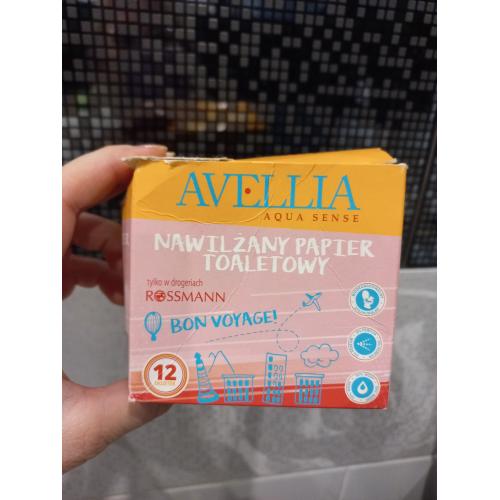 AVELLIA
AQUA SENSE
NAWILŻANY PAPIER
TOALETOWY
tylko w drogeriach
ROSSMANN
BON VOYAGE!
12